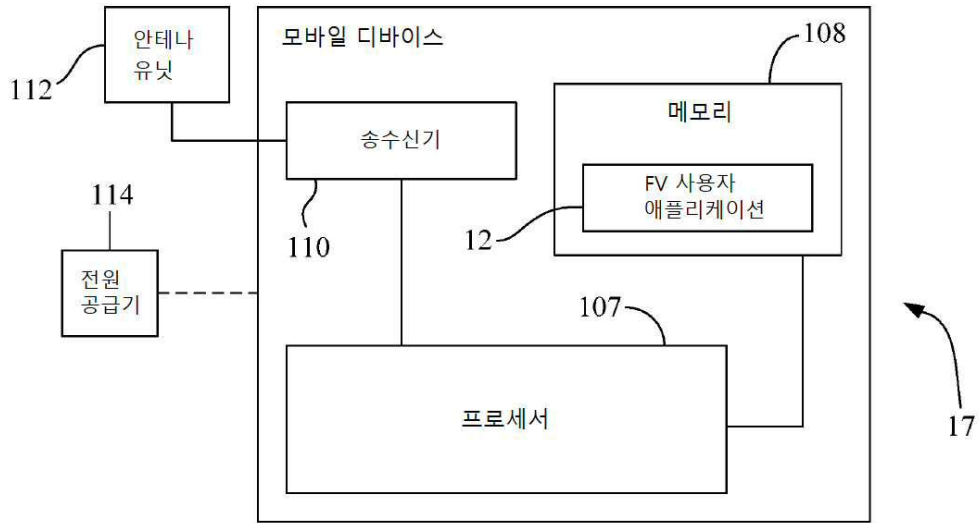 안테나
유닛
112
모바일 디바이스
108
메모리
송수신기
110
FV 사용자
애플리케이션
12
114
전원
공급기
107
프로세서
17